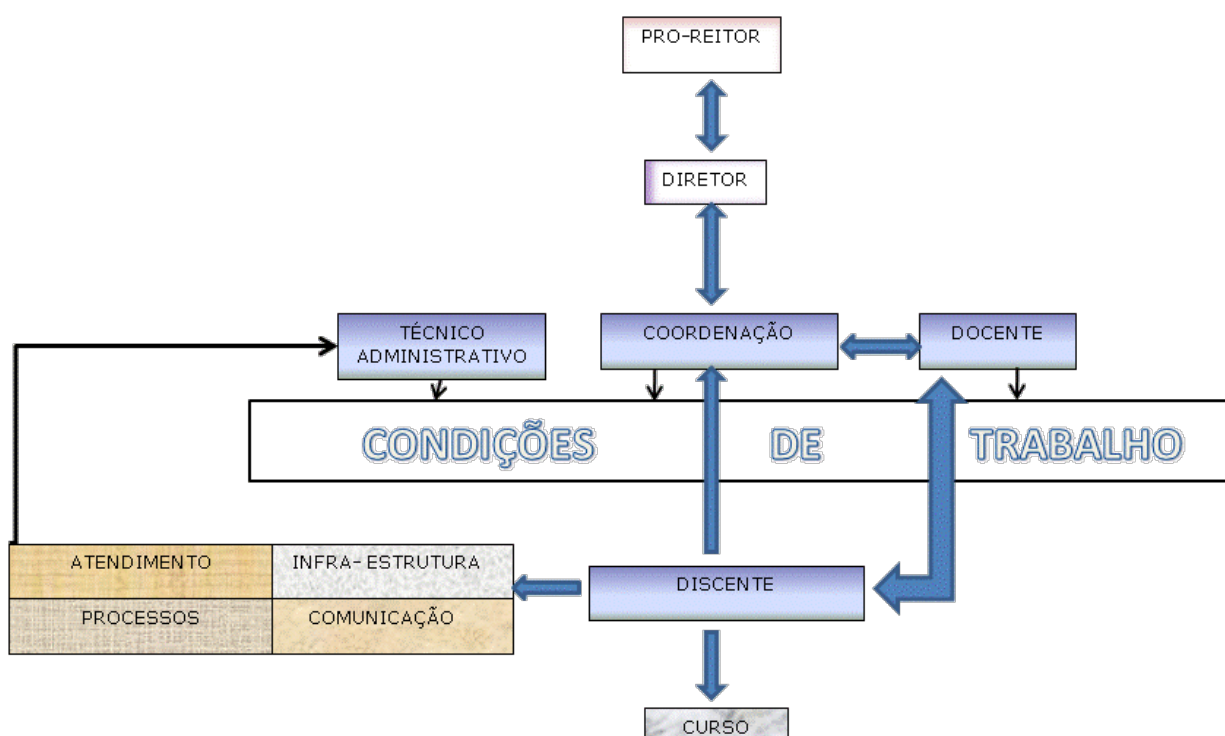 PRO-REITOR
DIRETOR
TÉCNICO
ADMINISTRATIVO
COORDENAÇÃO
DOCENTE
CONDIÇÕES DE TRABALHO
ATENDIMENTO
INFRA-ESTRUTURA
PROCESSOS
COMUNICAÇÃO
DISCENTE
CURSO